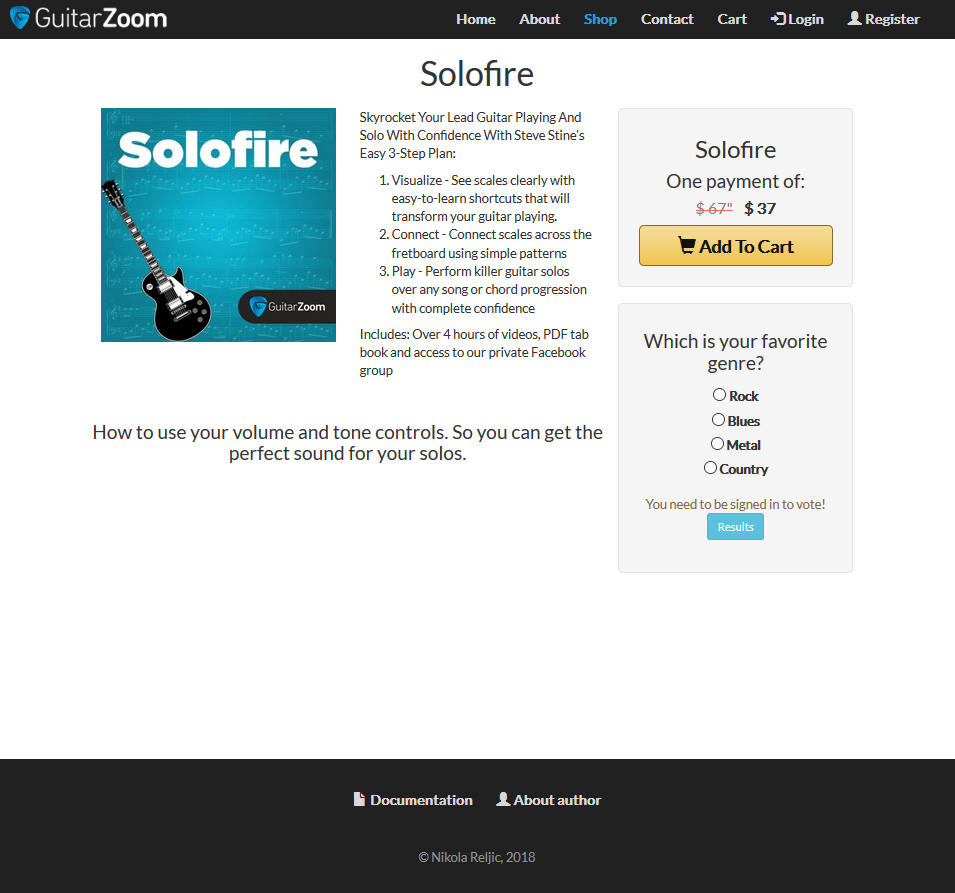 GuitarZoom
Home About Shop Contact Cart Login Register
Solofire
Solofire
GuitarZoom
Skyrocket Your Lead Guitar Playing And
Solo With Confidence With Steve Stine's
Easy 3-Step Plan:
1. Visualize - See scales clearly with
easy-to-learn shortcuts that will
transform your guitar playing.
2. Connect - Connect scales across the
fretboard using simple patterns
3. Play - Perform killer guitar solos
over any song or chord progression
with complete confidence
Includes: Over 4 hours of videos, PDF tab
book and access to our private Facebook
group
How to use your volume and tone controls. So you can get the
perfect sound for your solos.
Solofire
One payment of:
$ 67" $ 37
Add To Cart
Which is your favorite
genre?
Rock
Blues
Metal
Country
You need to be signed in to vote!
Results
Documentation About author
© Nikola Reljic, 2018